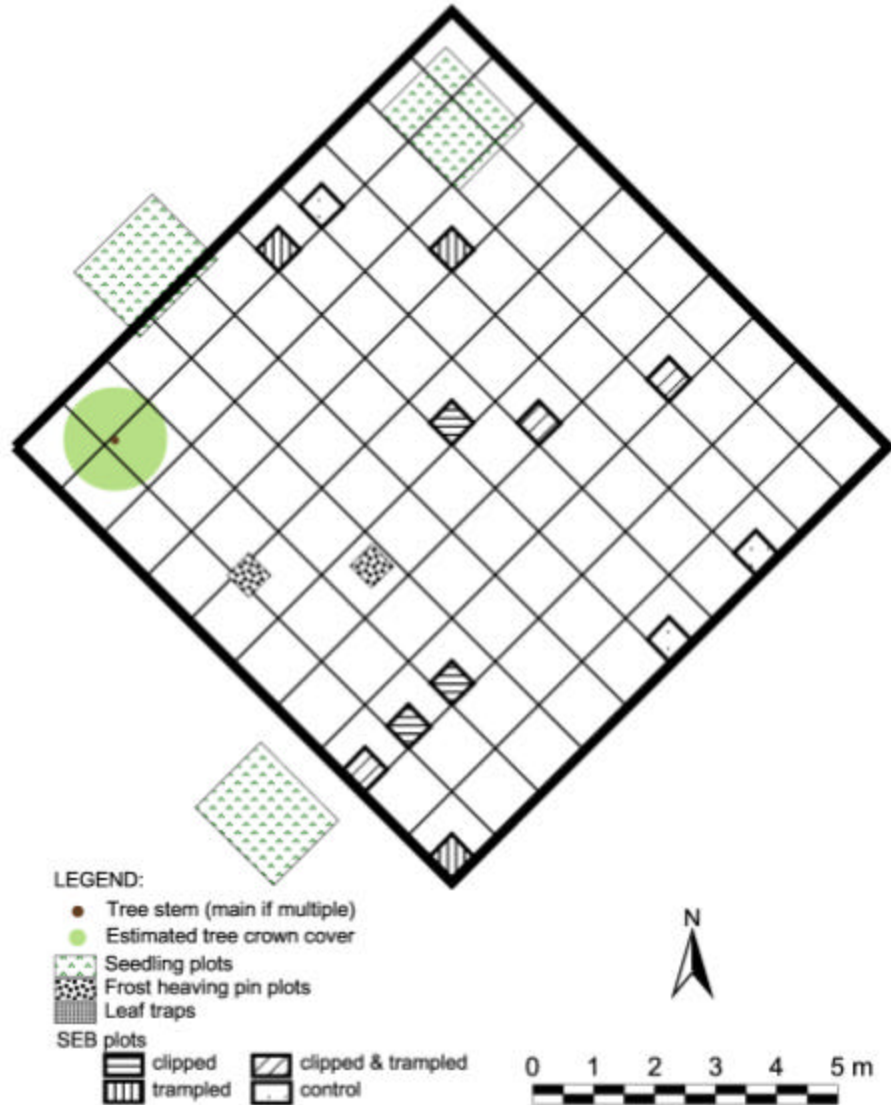 LEGEND:
Tree stem (main if multiple)
Estimated tree crown cover
Seedling plots
Frost heaving pin plots
Leaf traps
SEB plots
clipped
clipped & trampled
trampled
control
N
0 1 2 3 4 5 m